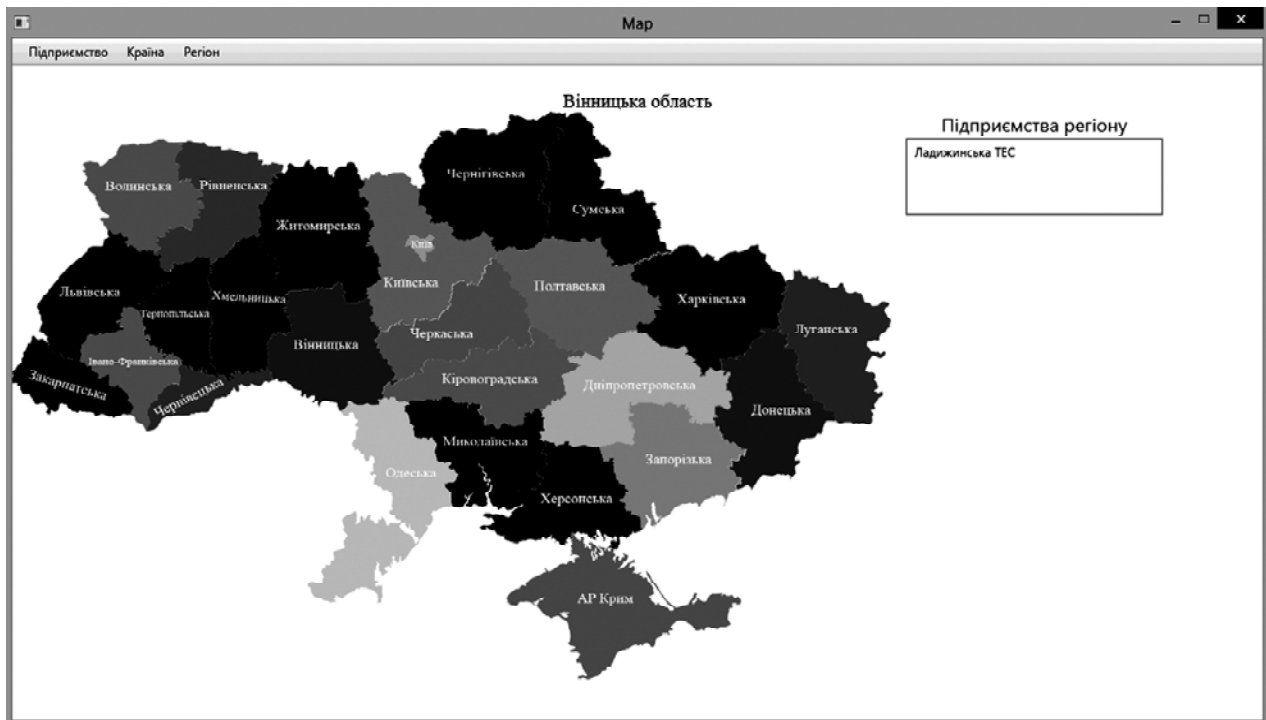 Map
Підприємство Країна Регіон
Вінницька область
Підприємства регіону
Ладижинська ТЕС
Волинська
Рівненська
Житомирська
Чернігівська
Сумська
Київ
Київська
Полтавська
Харківська
Луганська
Львівська
Тернопільська
Хмельницька
Вінницька
Черкаська
Івано-Франківська
Закарпатська
Чернівецька
Кіровоградська
Дніпропетровська
Донецька
Миколаївська
Запорізька
Одеська
Херсонська
АР Крим